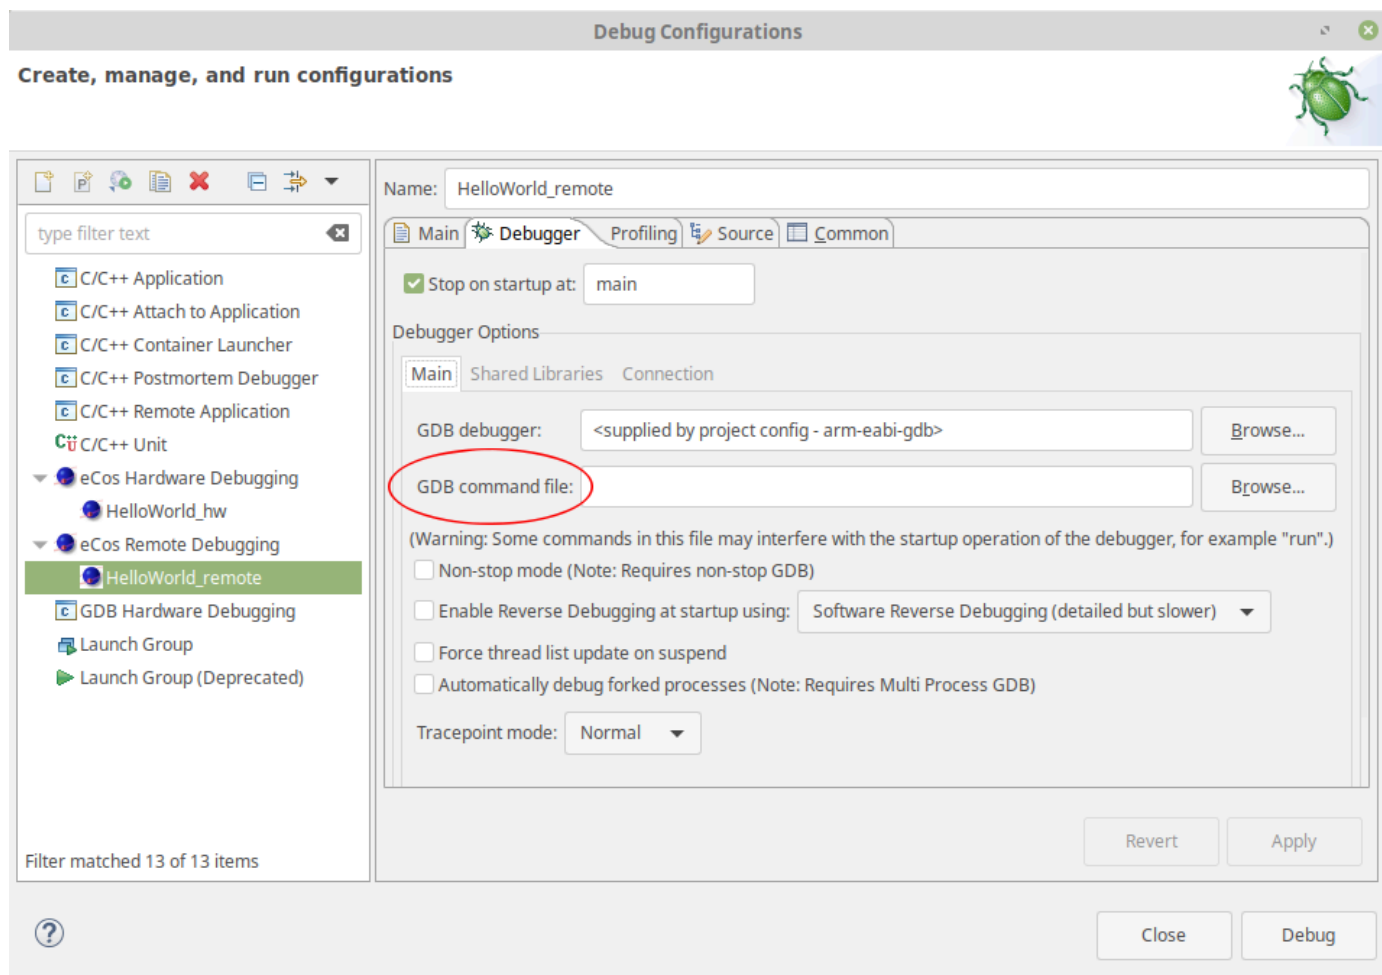 Debug Configurations
Create, manage, and run configurations
P
type filter text
C/C++ Application
C/C++ Attach to Application
C/C++ Container Launcher
C/C++ Postmortem Debugger
C/C++ Remote Application
C/C++ Unit
eCos Hardware Debugging
HelloWorld_hw
eCos Remote Debugging
HelloWorld_remote
GDB Hardware Debugging
Launch Group
Launch Group (Deprecated)
Filter matched 13 of 13 items
Name: HelloWorld_remote
Main Debugger Profiling Source Common
Stop on startup at: main
Debugger Options
Main Shared Libraries Connection
GDB debugger: <supplied by project config - arm-eabi-gdb> Browse...
GDB command file: Browse...
(Warning: Some commands in this file may interfere with the startup operation of the debugger, for example "run".)
Non-stop mode (Note: Requires non-stop GDB)
Enable Reverse Debugging at startup using: Software Reverse Debugging (detailed but slower)
Force thread list update on suspend
Automatically debug forked processes (Note: Requires Multi Process GDB)
Tracepoint mode: Normal
Revert Apply
? Close Debug